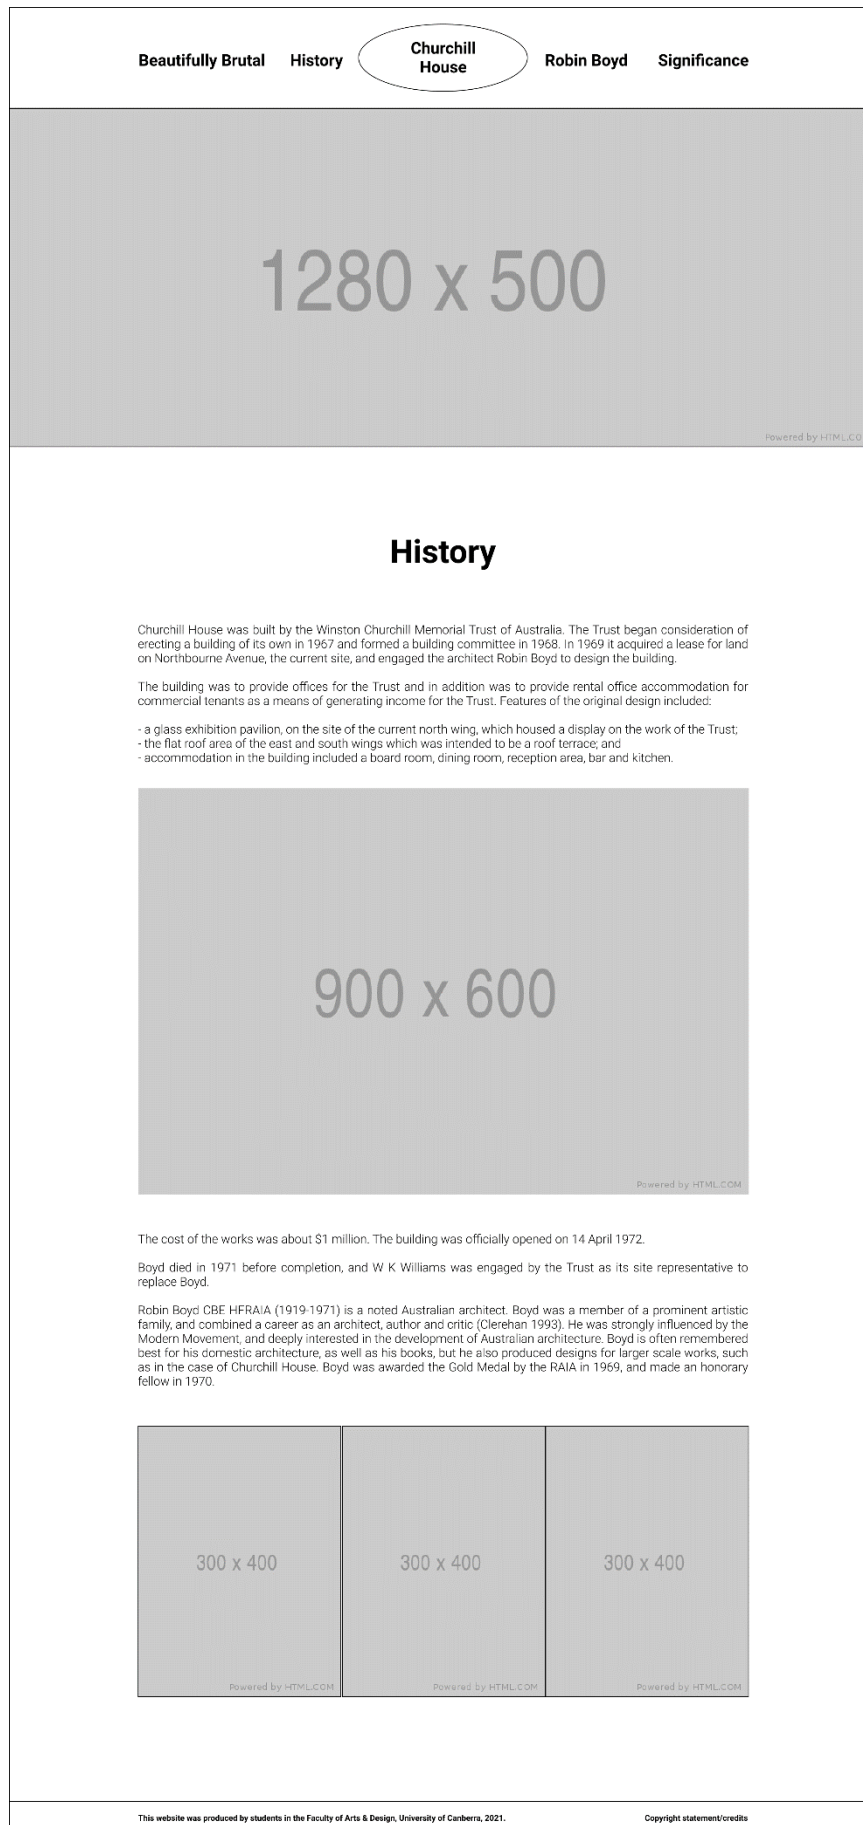 Beautifully Brutal
History
Churchill
House
Robin Boyd
Significance
1280 x 500
Powered by HTML.CO
History
Churchill House was built by the Winston Churchill Memorial Trust of Australia. The Trust began consideration of
erecting a building of its own in 1967 and formed a building committee in 1968. In 1969 it acquired a lease for land
on Northbourne Avenue, the current site, and engaged the architect Robin Boyd to design the building.
The building was to provide offices for the Trust and in addition was to provide rental office accommodation for
commercial tenants as a means of generating income for the Trust. Features of the original design included:
- a glass exhibition pavilion, on the site of the current north wing, which housed a display on the work of the Trust;
- the flat roof area of the east and south wings which was intended to be a roof terrace; and
- accommodation in the building included a board room, dining room, reception area, bar and kitchen.
900 x 600
Powered by HTML.COM
The cost of the works was about $1 million. The building was officially opened on 14 April 1972.
Boyd died in 1971 before completion, and W K Williams was engaged by the Trust as its site representative to
replace Boyd.
Robin Boyd CBE HFRAIA (1919-1971) is a noted Australian architect. Boyd was a member of a prominent artistic
family, and combined a career as an architect, author and critic (Clerehan 1993). He was strongly influenced by the
Modern Movement, and deeply interested in the development of Australian architecture. Boyd is often remembered
best for his domestic architecture, as well as his books, but he also produced designs for larger scale works, such
as in the case of Churchill House. Boyd was awarded the Gold Medal by the RAIA in 1969, and made an honorary
fellow in 1970.
300 x 400
300 x 400
300 x 400
Powered by HTML.COM
Powered by HTML.COM
Powered by HTML.COM
This website was produced by students in the Faculty of Arts & Design, University of Canberra, 2021.
Copyright statement/credits